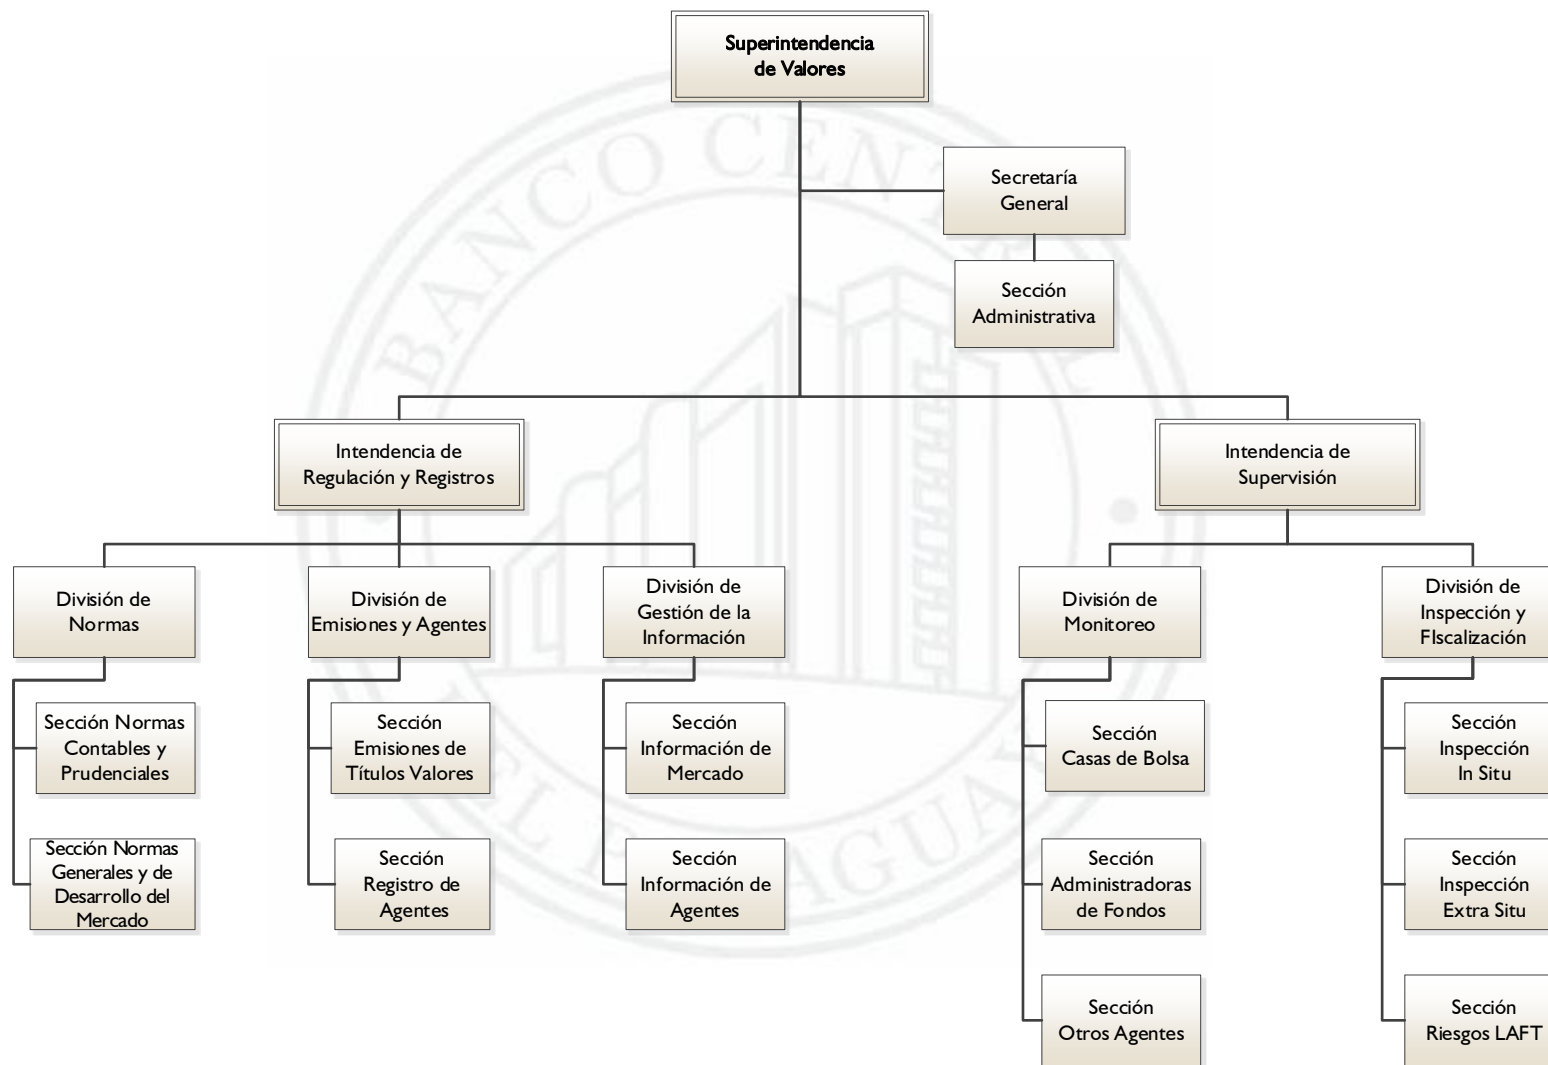 Superintendencia
de Valores
Secretaría
General
Sección
Administrativa
Intendencia de
Regulación y Registros
Intendencia de
Supervisión
División de
Normas
División de
Emisiones y Agentes
División de
Gestión de la
Información
División de
Monitoreo
División de
Inspección y
FIscalización
Sección Normas
Contables y
Prudenciales
Sección
Emisiones de
Títulos Valores
Sección
Información de
Mercado
Sección
Casas de Bolsa
Sección
Inspección
In Situ
Sección Normas
Generales y de
Desarrollo del
Mercado
Sección
Registro de
Agentes
Sección
Información de
Agentes
Sección
Administradoras
de Fondos
Sección
Inspección
Extra Situ
Sección
Otros Agentes
Sección
Riesgos LAFT
BANCO CENTRAL
DEL PARAGUAY